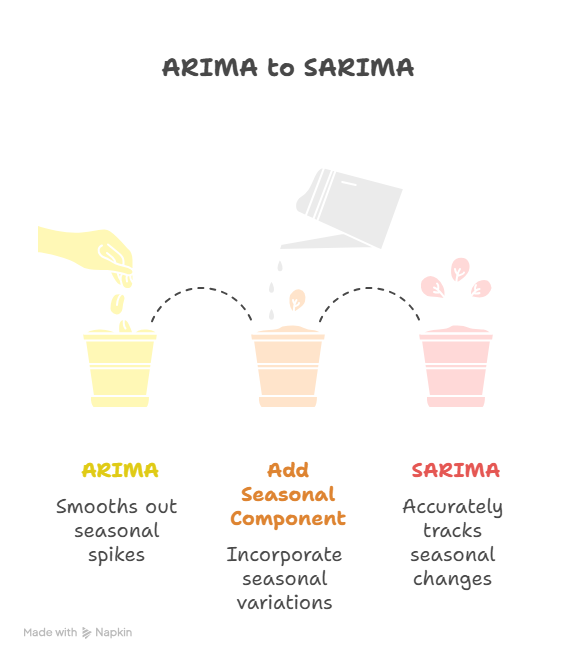 ARIMA to SARIMA
ARIMA
Smooths out
seasonal
spikes
Add
Seasonal
Component
Incorporate
seasonal
variations
SARIMA
Accurately
tracks
seasonal
changes
Made with Napkin